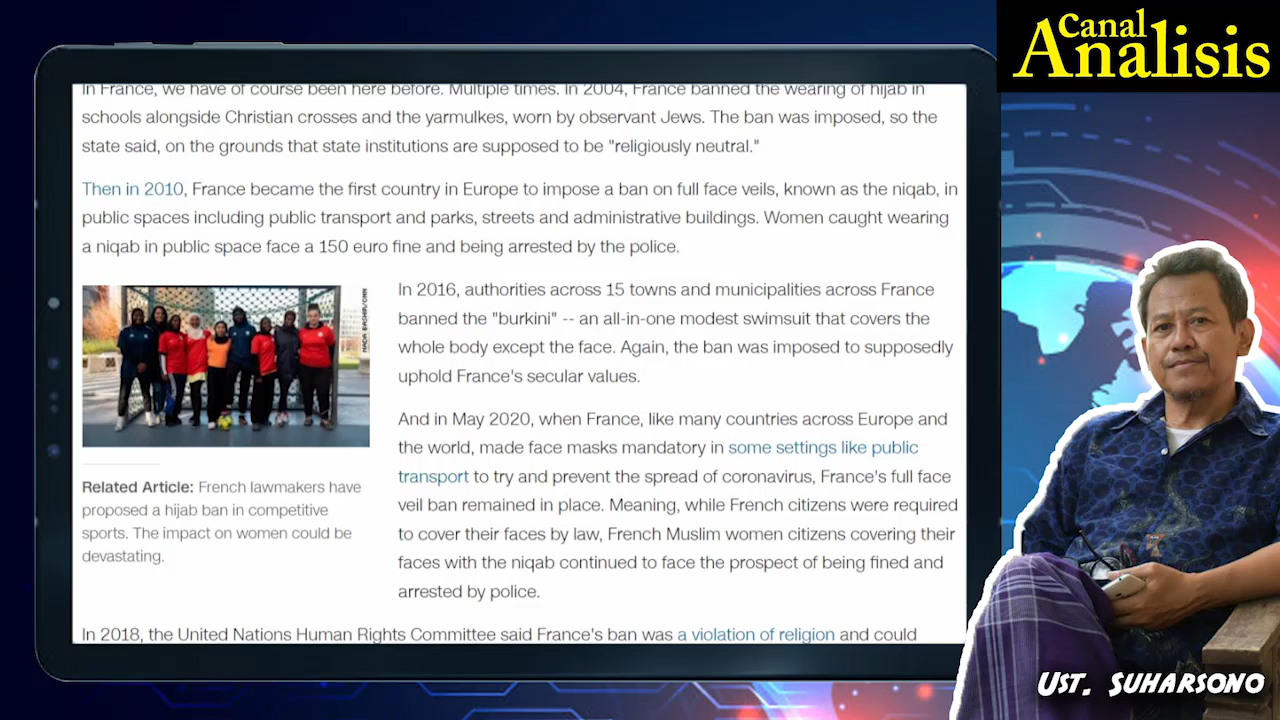 Canal
Analisis
In France, we have of course been here before. Multiple times. In 2004, France banned the wearing of hijab in
schools alongside Christian crosses and the yarmulkes, worn by observant Jews. The ban was imposed, so the
state said, on the grounds that state institutions are supposed to be "religiously neutral."
Then in 2010, France became the first country in Europe to impose a ban on full face veils, known as the niqab, in
public spaces including public transport and parks, streets and administrative buildings. Women caught wearing
a niqab in public space face a 150 euro fine and being arrested by the police.
In 2016, authorities across 15 towns and municipalities across France
banned the "burkini" -- an all-in-one modest swimsuit that covers the
whole body except the face. Again, the ban was imposed to supposedly
uphold France's secular values.
And in May 2020, when France, like many countries across Europe and
the world, made face masks mandatory in some settings like public
transport to try and prevent the spread of coronavirus, France's full face
veil ban remained in place. Meaning, while French citizens were required
to cover their faces by law, French Muslim women citizens covering their
faces with the niqab continued to face the prospect of being fined and
arrested by police.
Related Article: French lawmakers have
proposed a hijab ban in competitive
sports. The impact on women could be
devastating.
In 2018, the United Nations Human Rights Committee said France's ban was a violation of religion and could
Ust. Suharsono